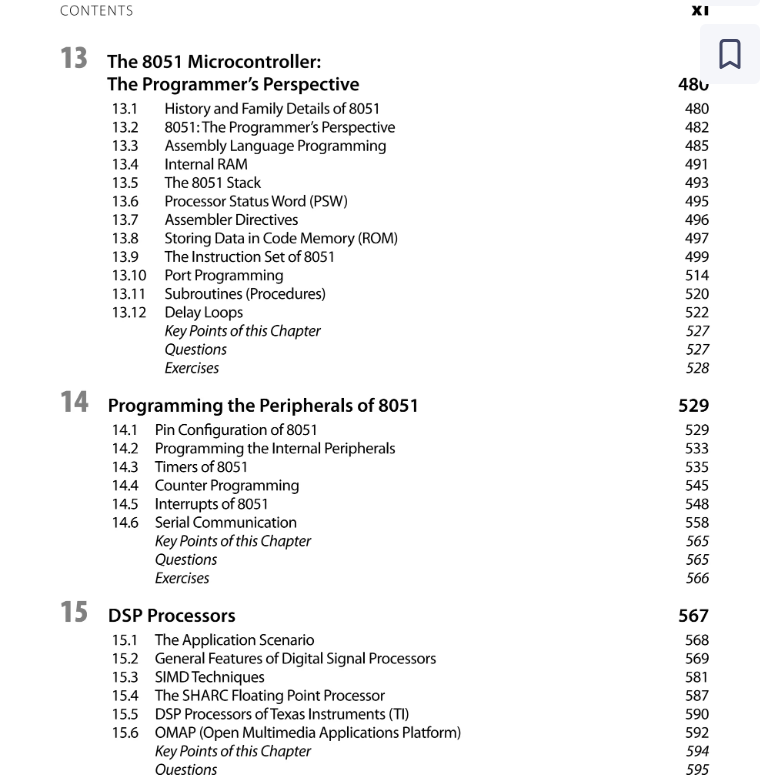 CONTENTS XI
13 The 8051 Microcontroller:
The Programmer's Perspective 480
13.1 History and Family Details of 8051 480
13.2 8051: The Programmer's Perspective 482
13.3 Assembly Language Programming 485
13.4 Internal RAM 491
13.5 The 8051 Stack 493
13.6 Processor Status Word (PSW) 495
13.7 Assembler Directives 496
13.8 Storing Data in Code Memory (ROM) 497
13.9 The Instruction Set of 8051 499
13.10 Port Programming 514
13.11 Subroutines (Procedures) 520
13.12 Delay Loops 522
Key Points of this Chapter 527
Questions 527
Exercises 528
14 Programming the Peripherals of 8051 529
14.1 Pin Configuration of 8051 529
14.2 Programming the Internal Peripherals 533
14.3 Timers of 8051 535
14.4 Counter Programming 545
14.5 Interrupts of 8051 548
14.6 Serial Communication 558
Key Points of this Chapter 565
Questions 565
Exercises 566
15 DSP Processors 567
15.1 The Application Scenario 568
15.2 General Features of Digital Signal Processors 569
15.3 SIMD Techniques 581
15.4 The SHARC Floating Point Processor 587
15.5 DSP Processors of Texas Instruments (TI) 590
15.6 OMAP (Open Multimedia Applications Platform) 592
Key Points of this Chapter 594
Questions 595